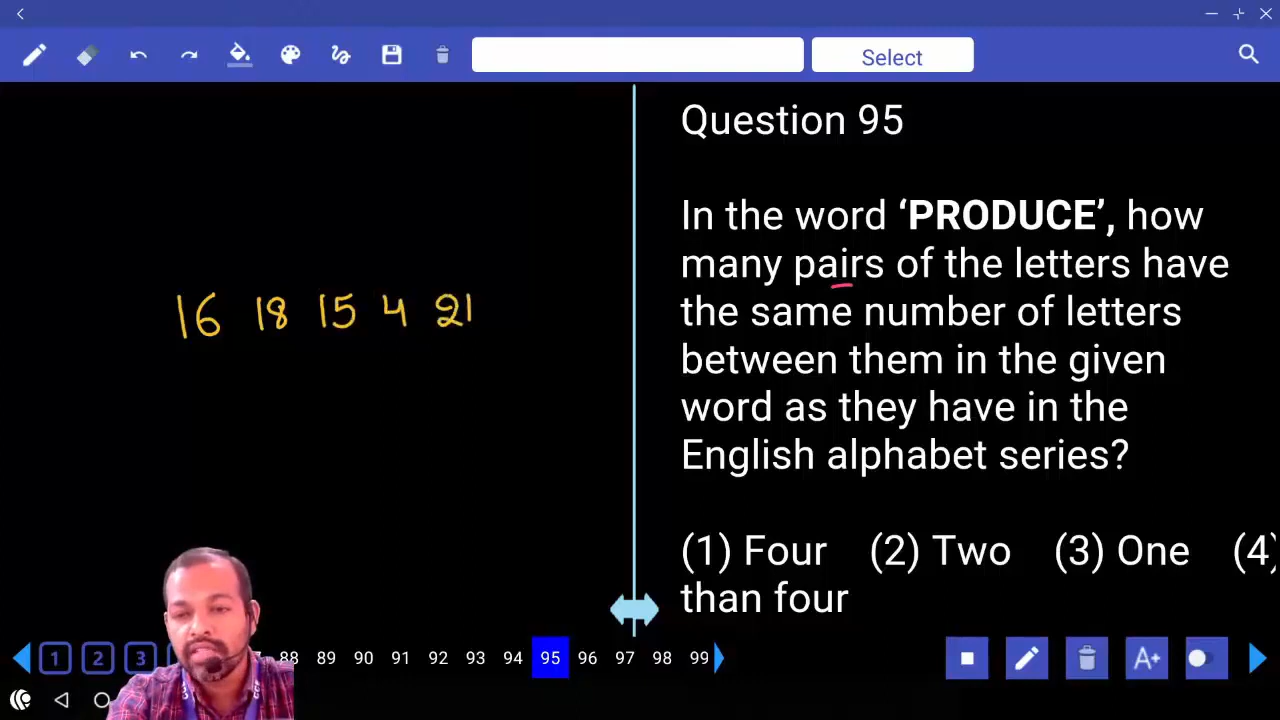 Select
Question 95
In the word ‘PRODUCE’, how
many pairs of the letters have
the same number of letters
between them in the given
word as they have in the
English alphabet series?
(1) Four (2) Two (3) One (4)
than four
16 18 15 4 21
1 2 3 88 89 90 91 92 93 94 95 96 97 98 99
A+